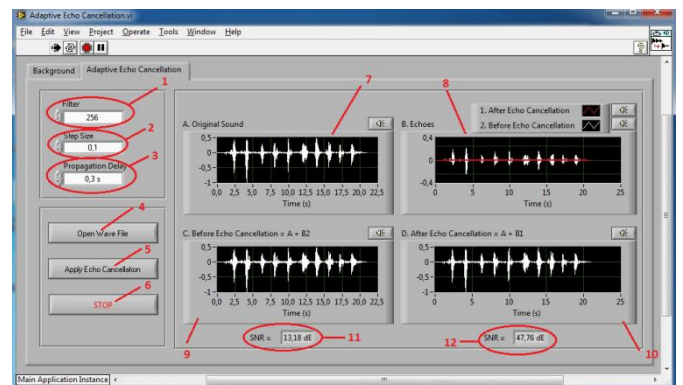 Adaptive Echo Cancellation.vi
File Edit View Project Operate Tools Window Help
Background Adaptive Echo Cancellation
1
7
8
Filter
256
2
Step Size
0,1
3
Propagation Delay
0,3 s
4
Open Wave File
5
Apply Echo Cancellation
6
STOP
A. Original Sound
0,5
0
-0,5
-1
0,0 2,5 5,0 7,5 10,0 12,5 15,0 17,5 20,0 22,5
Time (s)
B. Echoes
1. After Echo Cancellation
2. Before Echo Cancellation
0,4
0
-0,4
0 5 10 15 20 25
Time (s)
C. Before Echo Cancellation = A + B2
0,5
0
-0,5
-1
0,0 2,5 5,0 7,5 10,0 12,5 15,0 17,5 20,0 22,5
Time (s)
D. After Echo Cancellation = A + B1
0,5
0
-0,5
-1
0 5 10 15 20 25
Time (s)
9
SNR = 13,18 dE
11
12
SNR = 47,76 dE
10
Main Application Instance